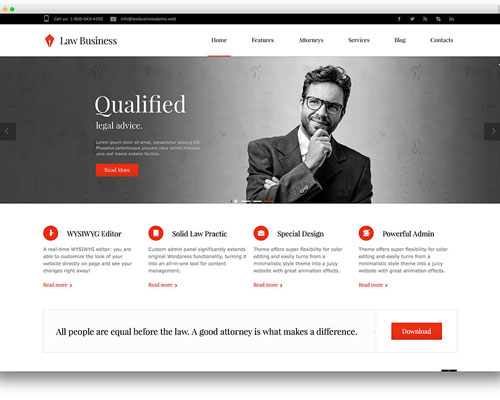 Call us: 1-800-643-4300 info@lawbusinessdemo.web
Law Business
Home Features Attorneys Services Blog Contacts
Qualified
legal advice.
Lorem ipsum dolor sit amet, consectetur adipiscing elit.
Phasellus pellentesque augue mattis, ultricies
sed massa sed, maximus facilisis.
Read More
WYSIWYG Editor
A real-time WYSIWYG editor: you are
able to customize the look of your
website directly on page and see your
changes right away!
Read more
Solid Law Practic
Custom admin panel significantly extends
original Wordpress functionality, turning it
into an all-in-one tool for content
management.
Read more
Special Design
Theme offers super flexibility for color
editing and easily turns from a
minimalistic style theme into a juicy
website with great animation effects.
Read more
Powerful Admin
Theme offers super flexibility for color
editing and easily turns from a
minimalistic style theme into a juicy
website with great animation effects.
Read more
All people are equal before the law. A good attorney is what makes a difference.
Download